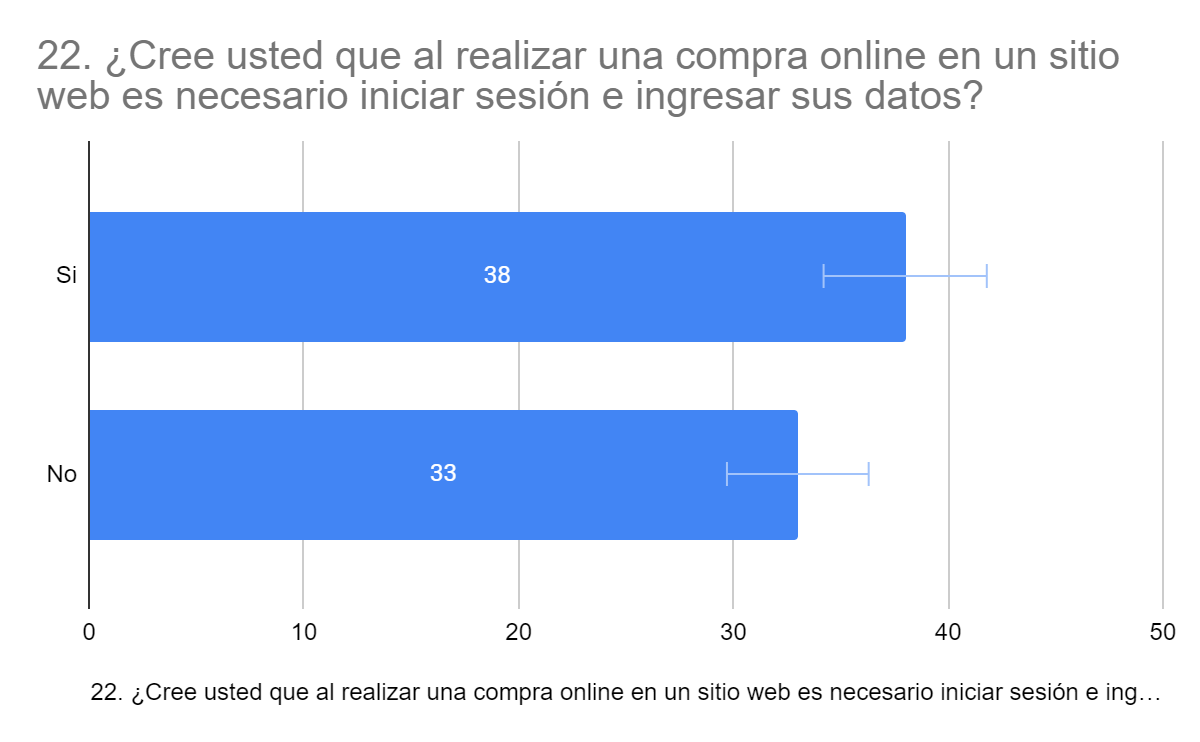 22. ¿Cree usted que al realizar una compra online en un sitio
web es necesario iniciar sesión e ingresar sus datos?
Si
38
No
33
0
10
20
30
40
50
22. ¿Cree usted que al realizar una compra online en un sitio web es necesario iniciar sesión e ing…